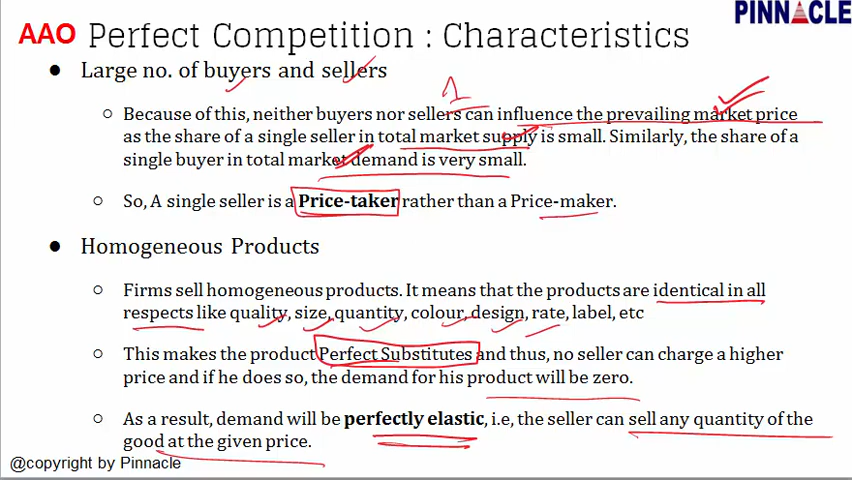 PINNACLE
AAO Perfect Competition : Characteristics
● Large no. of buyers and sellers
○ Because of this, neither buyers nor sellers can influence the prevailing market price
as the share of a single seller in total market supply is small. Similarly, the share of a
single buyer in total market demand is very small.
○ So, A single seller is a Price-taker rather than a Price-maker.
● Homogeneous Products
○ Firms sell homogeneous products. It means that the products are identical in all
respects like quality, size, quantity, colour, design, rate, label, etc
○ This makes the product Perfect Substitutes and thus, no seller can charge a higher
price and if he does so, the demand for his product will be zero.
○ As a result, demand will be perfectly elastic, i.e, the seller can sell any quantity of the
good at the given price.
@copyright by Pinnacle